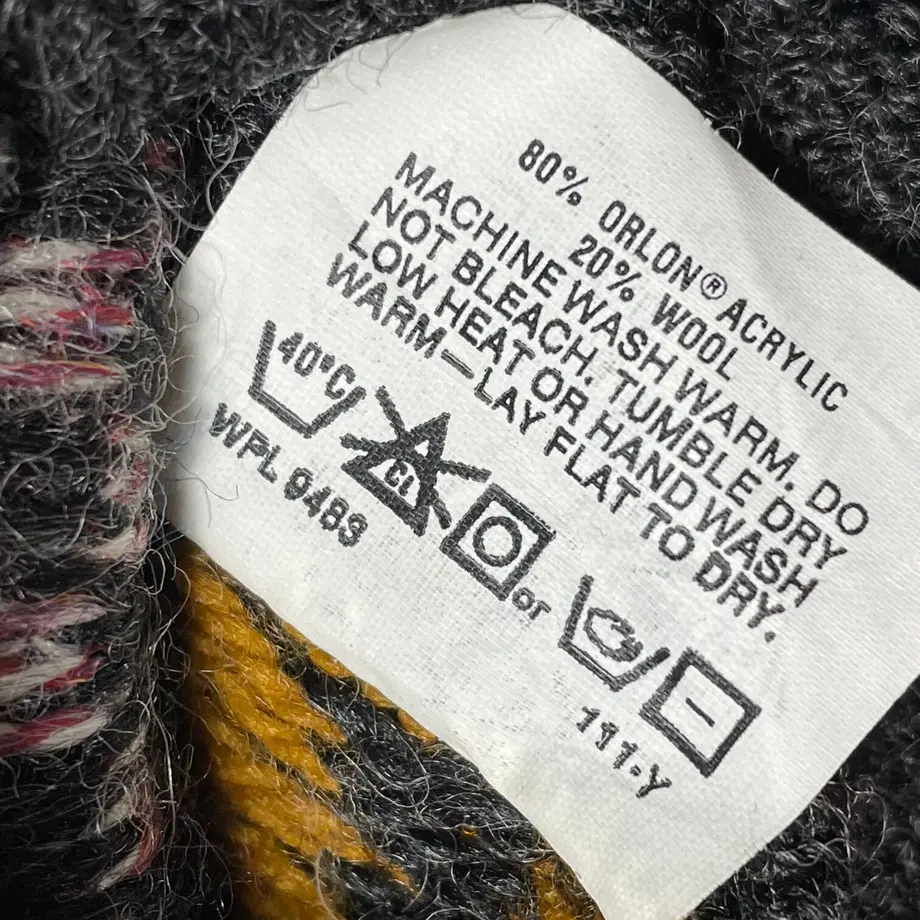 80% ORLON® ACRYLIC
20% WOOL
MACHINE WASH WARM. DO
NOT BLEACH. TUMBLE DRY
LOW HEAT OR HAND WASH
WARM—LAY FLAT TO DRY.
40°C
CL
or
WPL 0483
111-Y